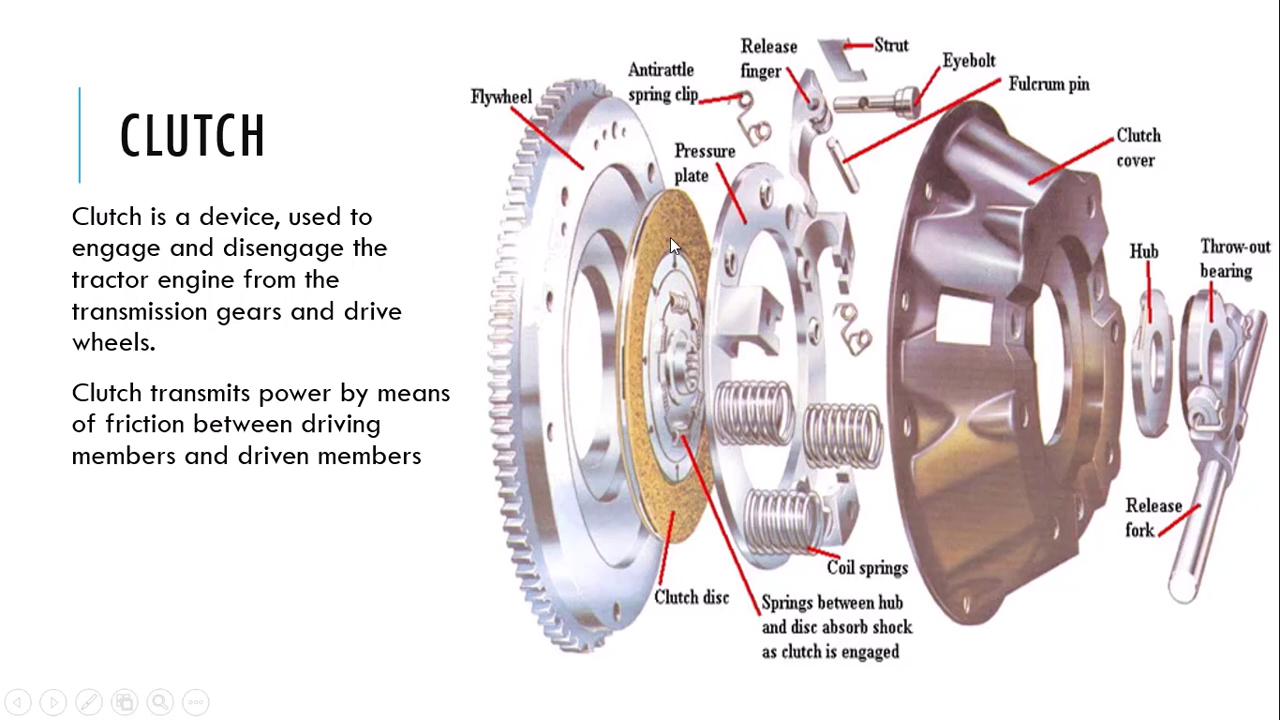 CLUTCH
Clutch is a device, used to
engage and disengage the
tractor engine from the
transmission gears and drive
wheels.
Clutch transmits power by means
of friction between driving
members and driven members
Flywheel
Antirattle
spring clip
Release
finger
Strut
Eyebolt
Fulcrum pin
Pressure
plate
Clutch
cover
Hub
Throw-out
bearing
Release
fork
Coil springs
Clutch disc
Springs between hub
and disc absorb shock
as clutch is engaged